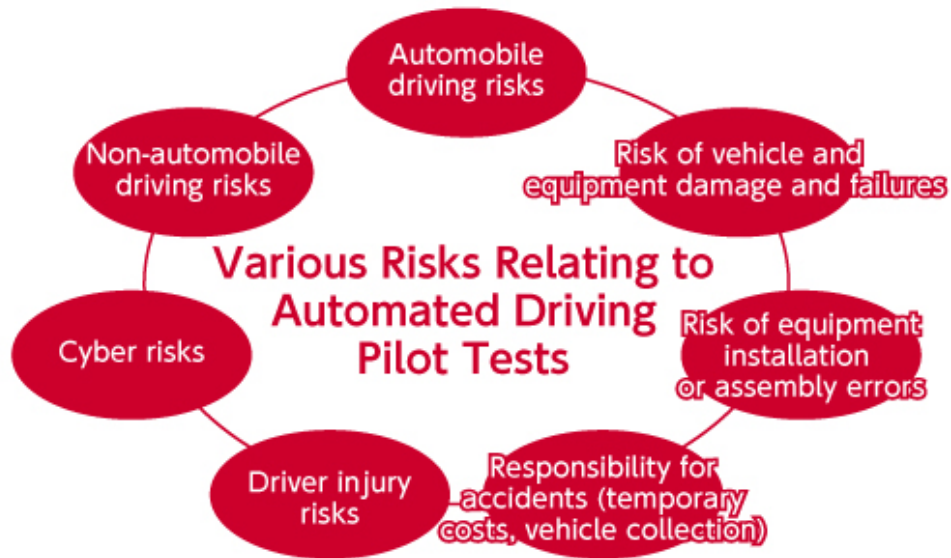 Automobile
driving risks
Risk of vehicle and
equipment damage and failures
Risk of equipment
installation
or assembly errors
Responsibility for
accidents (temporary
costs, vehicle collection)
Driver injury
risks
Cyber risks
Non-automobile
driving risks
Various Risks Relating to
Automated Driving
Pilot Tests